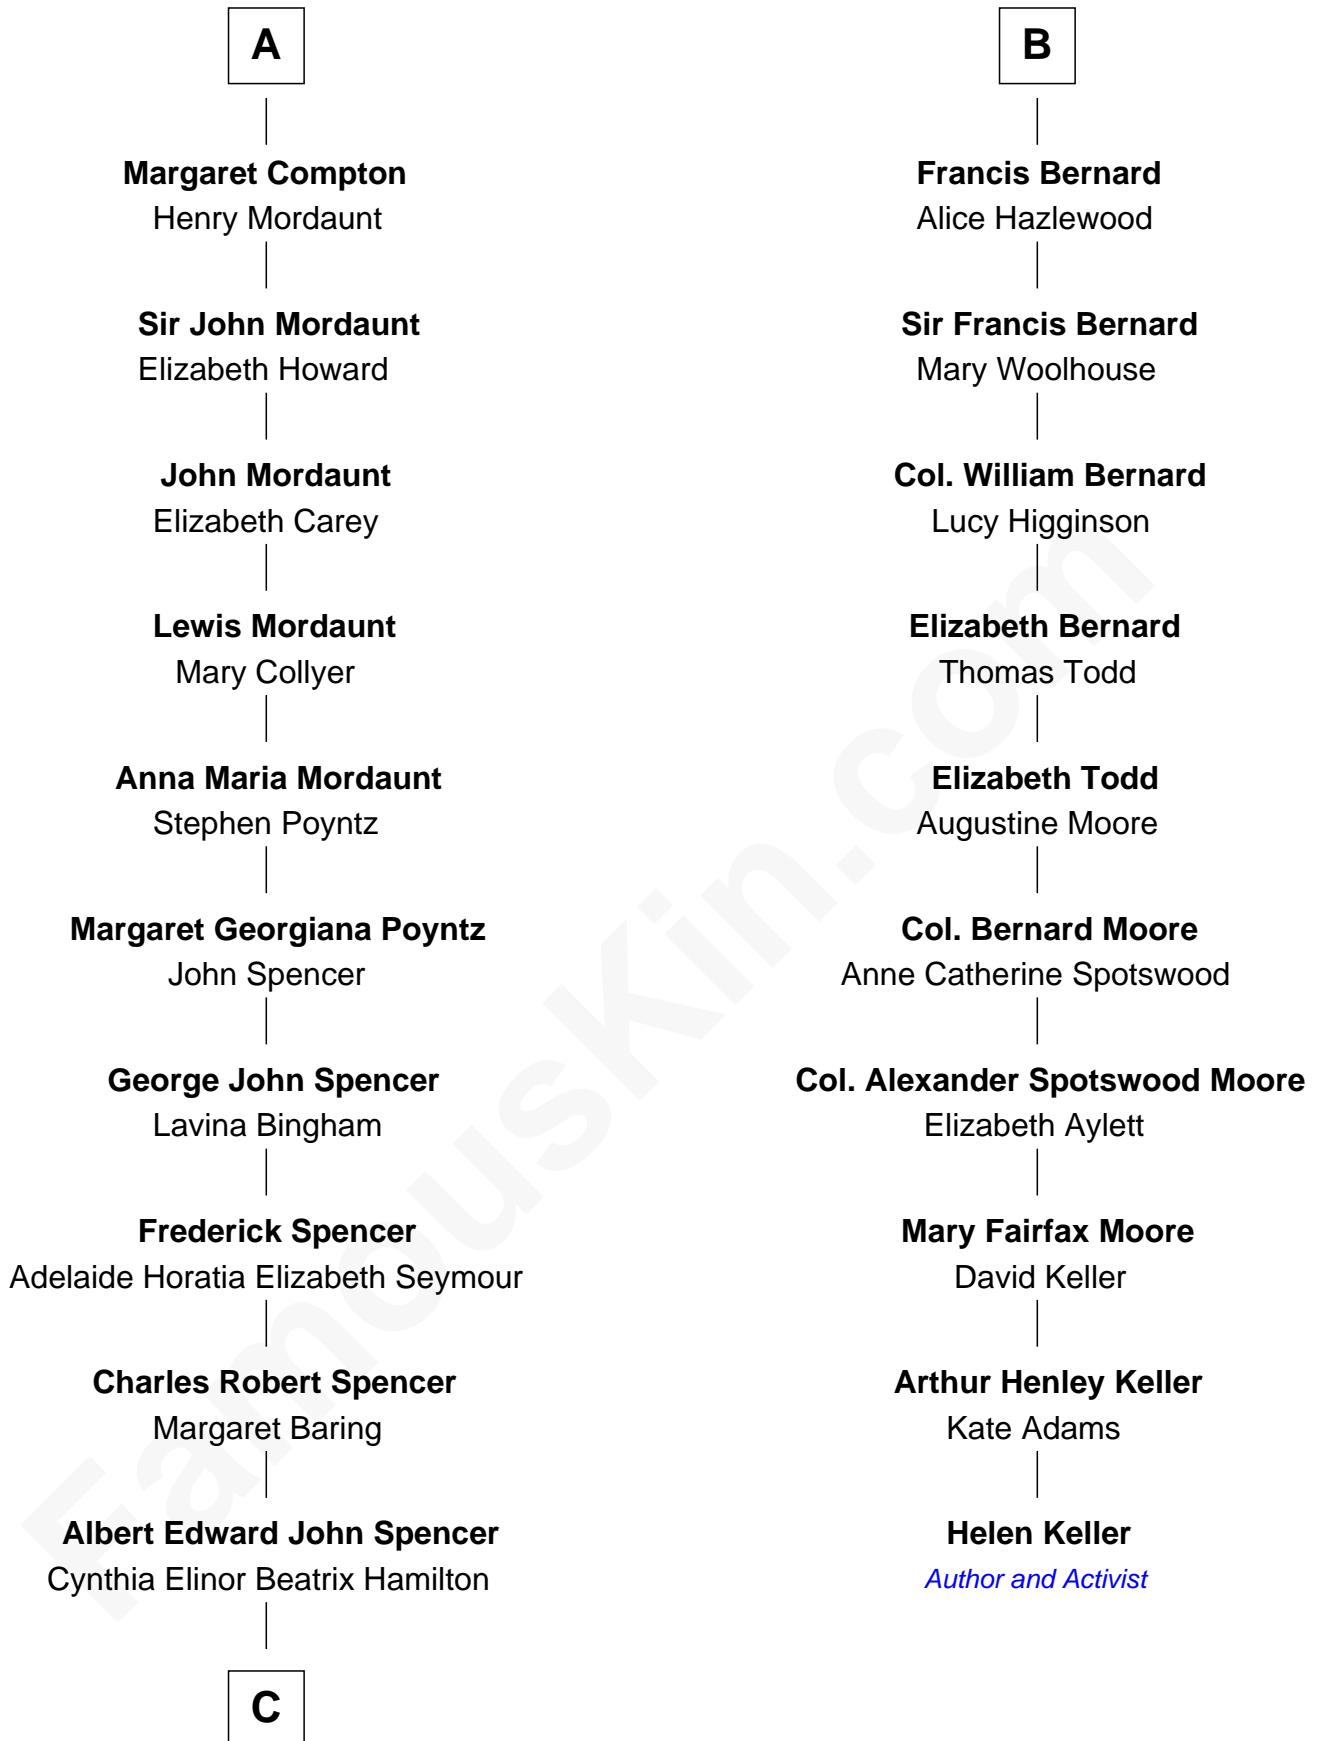 A
Margaret Compton
Henry Mordaunt
Sir John Mordaunt
Elizabeth Howard
John Mordaunt
Elizabeth Carey
Lewis Mordaunt
Mary Collyer
Anna Maria Mordaunt
Stephen Poyntz
Margaret Georgiana Poyntz
John Spencer
George John Spencer
Lavina Bingham
Frederick Spencer
Adelaide Horatia Elizabeth Seymour
Charles Robert Spencer
Margaret Baring
Albert Edward John Spencer
Cynthia Elinor Beatrix Hamilton
C
B
Francis Bernard
Alice Hazlewood
Sir Francis Bernard
Mary Woolhouse
Col. William Bernard
Lucy Higginson
Elizabeth Bernard
Thomas Todd
Elizabeth Todd
Augustine Moore
Col. Bernard Moore
Anne Catherine Spotswood
Col. Alexander Spotswood Moore
Elizabeth Aylett
Mary Fairfax Moore
David Keller
Arthur Henley Keller
Kate Adams
Helen Keller
Author and Activist
FamousKin.com